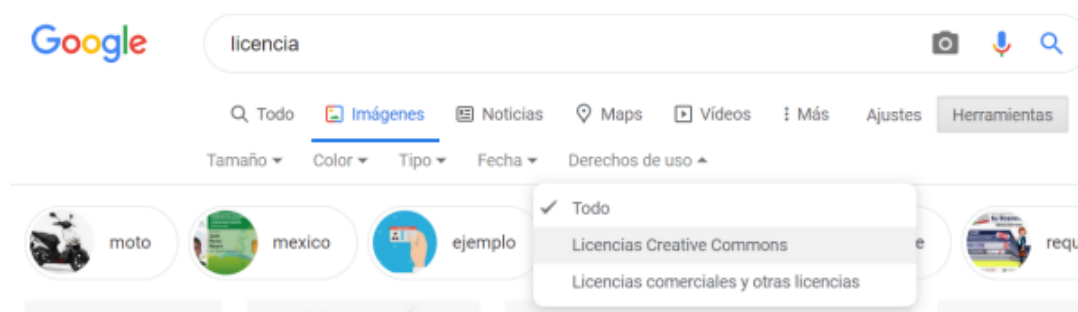 Google
licencia
Todo Imágenes Noticias Maps Vídeos Más Ajustes Herramientas
Tamaño Color Tipo Fecha Derechos de uso
Todo
moto mexico ejemplo
Licencias Creative Commons
Licencias comerciales y otras licencias